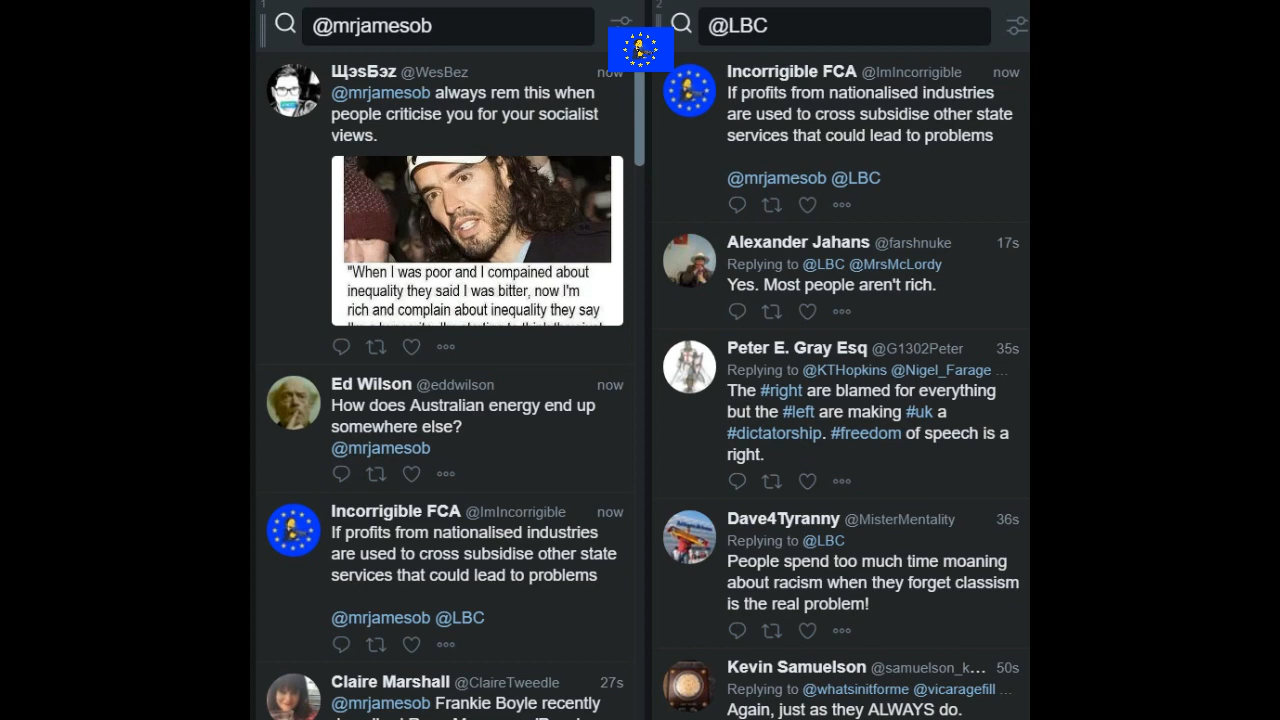 1
@mrjamesob
ЩэsБэz @WesBez now
@mrjamesob always rem this when
people criticise you for your socialist
views.
"When I was poor and I compained about
inequality they said I was bitter, now I'm
rich and complain about inequality they say
Ed Wilson @eddwilson now
How does Australian energy end up
somewhere else?
@mrjamesob
Incorrigible FCA @ImIncorrigible now
If profits from nationalised industries
are used to cross subsidise other state
services that could lead to problems
@mrjamesob @LBC
Claire Marshall @ClaireTweedle 27s
@mrjamesob Frankie Boyle recently
2
@LBC
Incorrigible FCA @ImIncorrigible now
If profits from nationalised industries
are used to cross subsidise other state
services that could lead to problems
@mrjamesob @LBC
Alexander Jahans @farshnuke 17s
Replying to @LBC @MrsMcLordy
Yes. Most people aren't rich.
Peter E. Gray Esq @G1302Peter 35s
Replying to @KTHopkins @Nigel_Farage ...
The #right are blamed for everything
but the #left are making #uk a
#dictatorship. #freedom of speech is a
right.
Dave4Tyranny @MisterMentality 36s
Replying to @LBC
People spend too much time moaning
about racism when they forget classism
is the real problem!
Kevin Samuelson @samuelson_k... 50s
Replying to @whatsinitforme @vicaragefill ...
Again, just as they ALWAYS do.